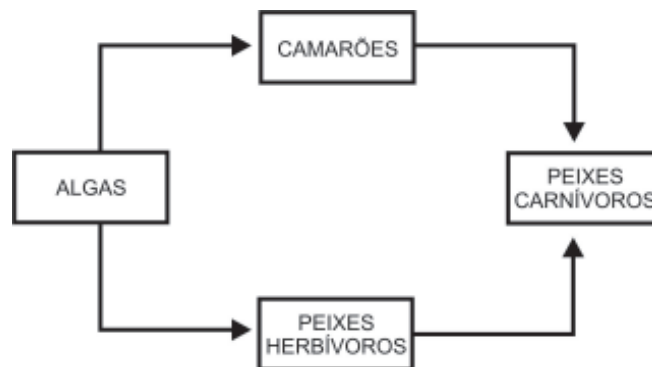 CAMARÕES
ALGAS
PEIXES
CARNÍVOROS
PEIXES
HERBÍVOROS